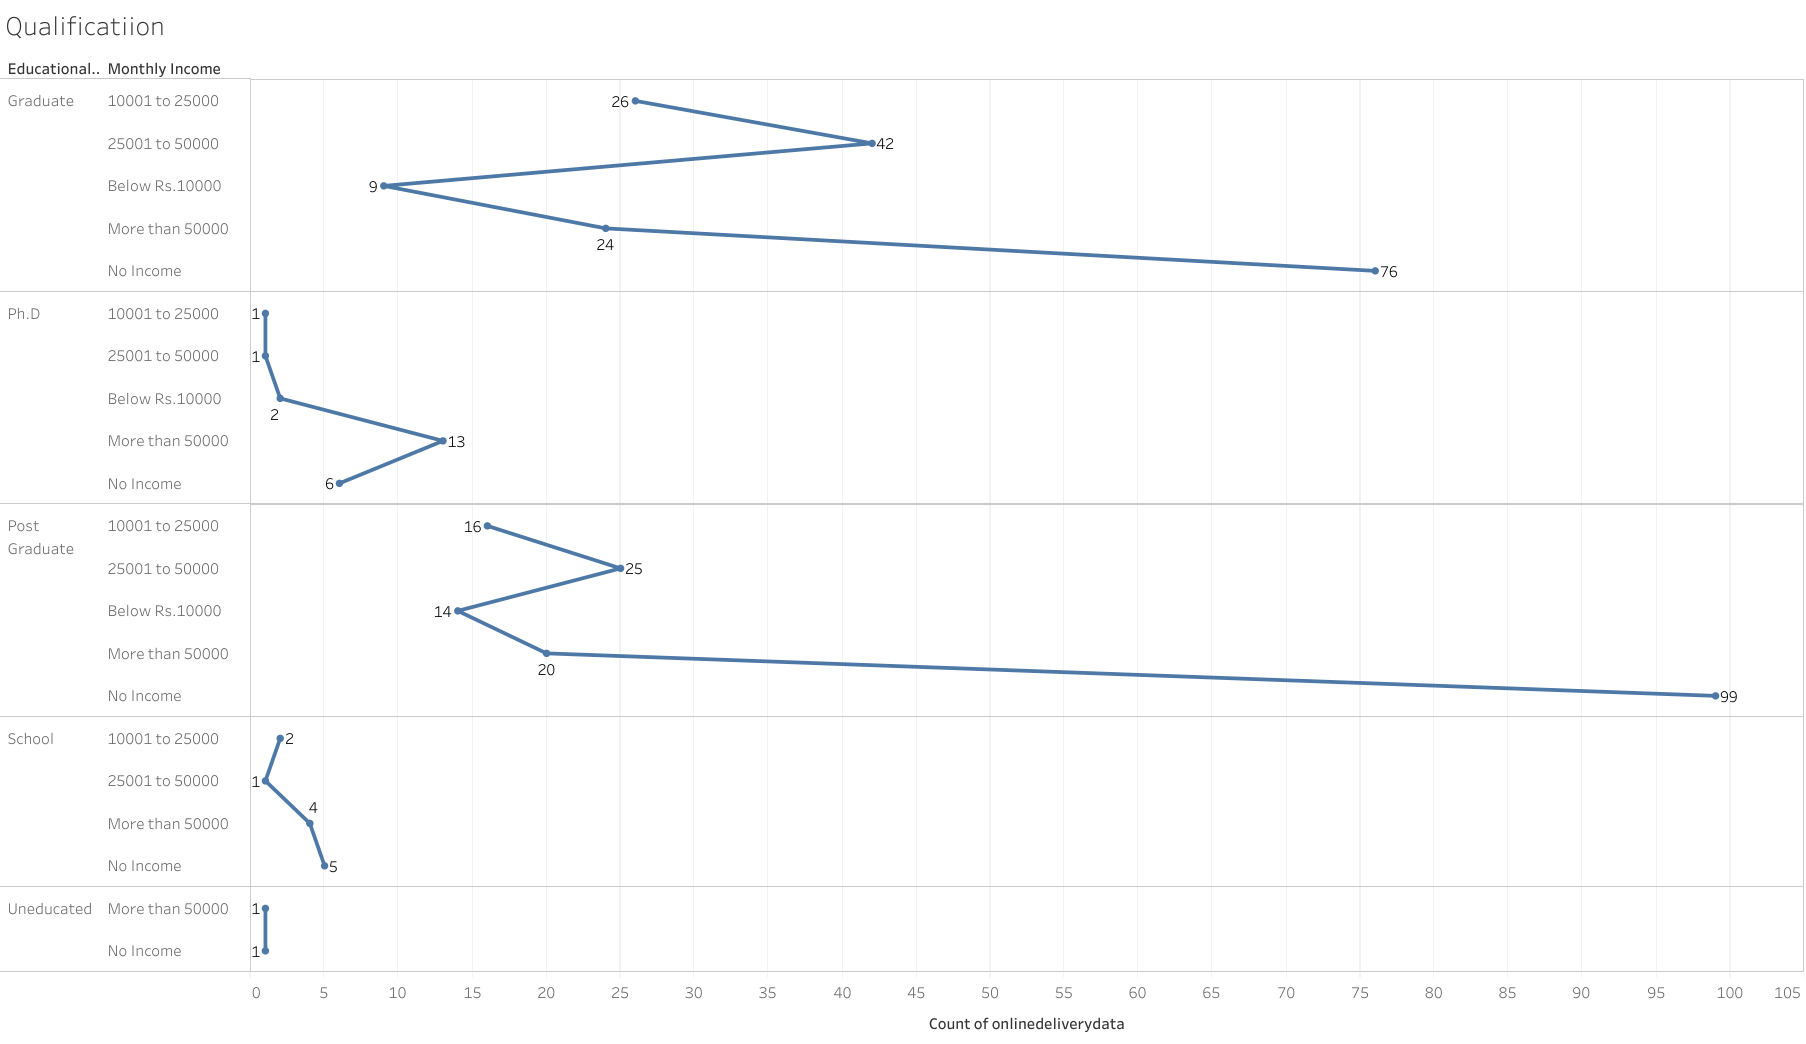 Qualificatiion
Educational.. Monthly Income
Graduate 10001 to 25000 26
25001 to 50000 42
Below Rs.10000 9
More than 50000 24
No Income 76
Ph.D 10001 to 25000 1
25001 to 50000 1
Below Rs.10000 2
More than 50000 13
No Income 6
Post Graduate 10001 to 25000 16
25001 to 50000 25
Below Rs.10000 14
More than 50000 20
No Income 99
School 10001 to 25000 2
25001 to 50000 1
More than 50000 4
No Income 5
Uneducated More than 50000 1
No Income 1
0 5 10 15 20 25 30 35 40 45 50 55 60 65 70 75 80 85 90 95 100 105
Count of onlinedeliverydata